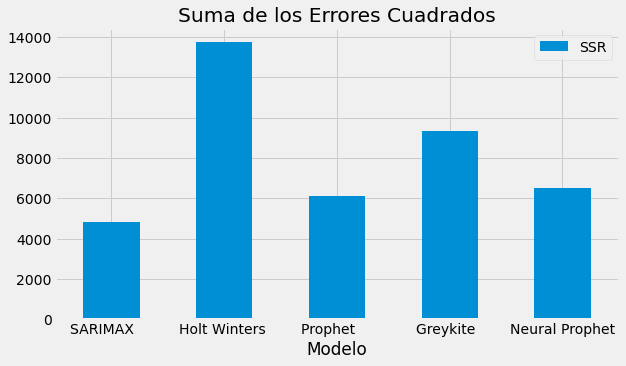 Suma de los Errores Cuadrados
SSR
14000
12000
10000
8000
6000
4000
2000
0
SARIMAX Holt Winters Prophet Greykite Neural Prophet
Modelo